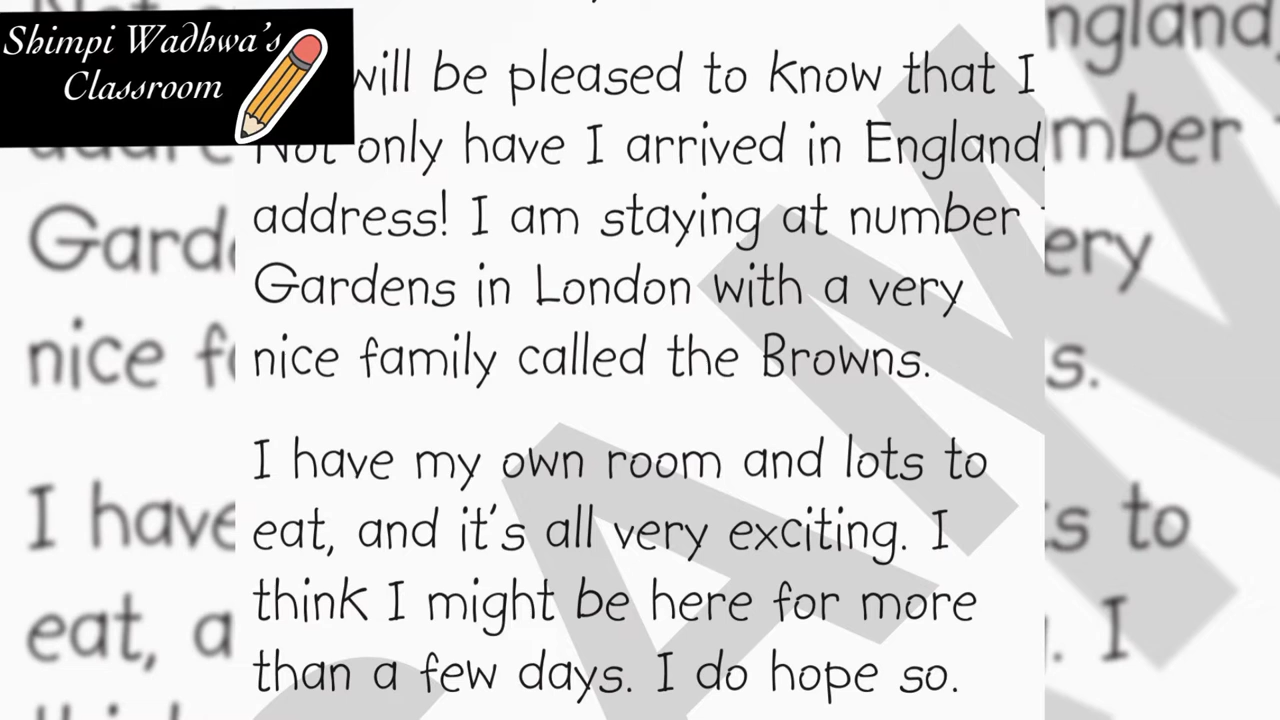 Shimpi Wadhwa's
Classroom
will be pleased to know that I
Not only have I arrived in England,
address! I am staying at number
Gardens in London with a very
nice family called the Browns.
I have my own room and lots to
eat, and it's all very exciting. I
think I might be here for more
than a few days. I do hope so.